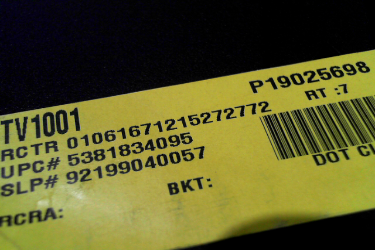 P19025698
TV1001
RT :7
RCTR 01061671215272772
UPC# 5381834095
SLP# 92199040057
DOT
BKT:
RCRA: